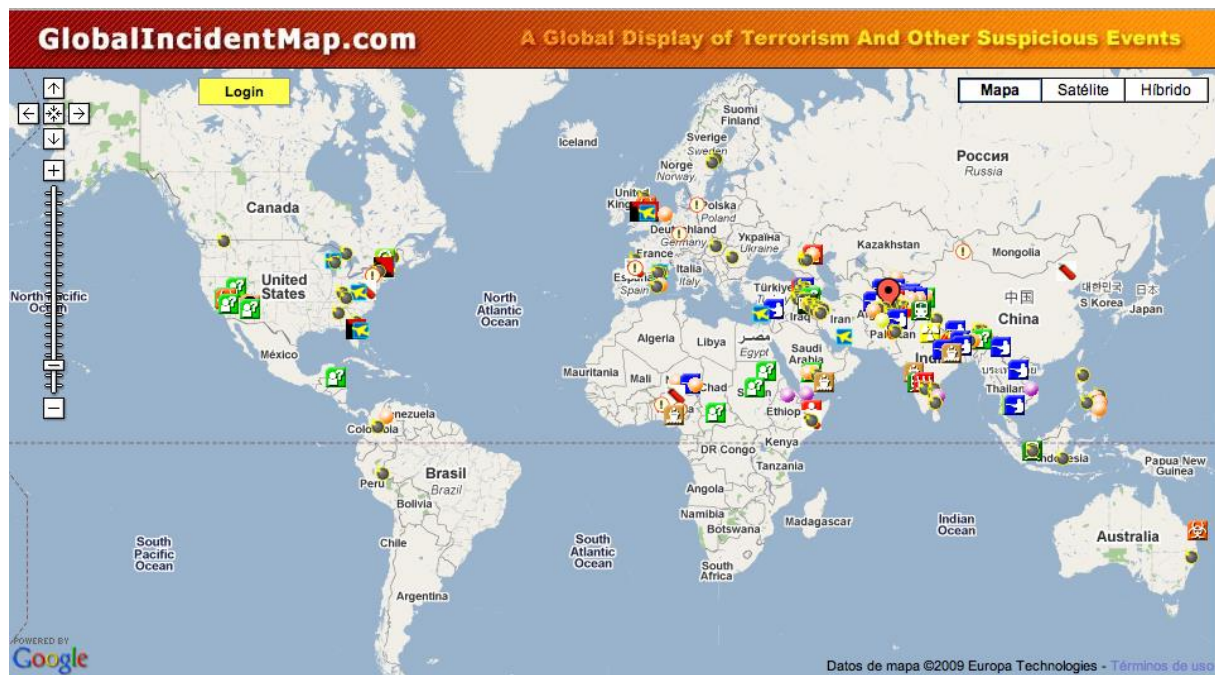 GlobalIncidentMap.com
A Global Display of Terrorism And Other Suspicious Events
Login
Mapa
Satélite
Híbrido
Suomi
Finland
Iceland
Sverige
Sweden
Norge
Norway
Россия
Russia
United
Polska
Poland
Canada
Germany
Україна
Ukraine
France
Kazakhstan
Mongolia
United
States
Italia
Italy
Spain
Türkiye
中国
China
대한민국
S Korea
日本
Japan
North
Atlantic
Ocean
Iraq
Iran
México
Algeria
Libya
مصر
Egypt
Saudi
Arabia
Mauritania
Mali
Chad
Thailand
Kenya
DR Congo
Tanzania
Papua New
Guinea
Peru
Brasil
Brazil
Bolivia
Angola
Namibia
Botswana
Madagascar
Indian
Ocean
Australia
South
Pacific
Ocean
Chile
South
Atlantic
Ocean
South
Africa
Argentina
POWERED BY
Google
Datos de mapa ©2009 Europa Technologies - Términos de uso